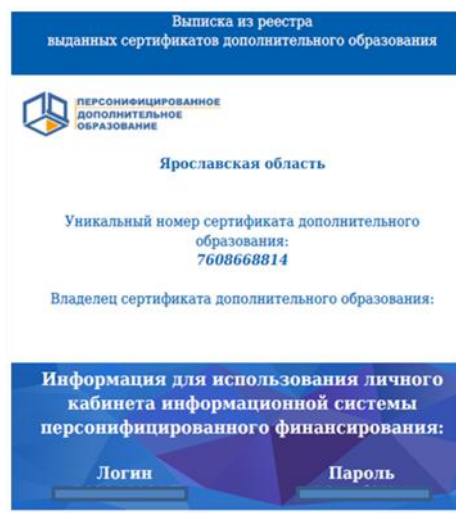 Выписка из реестра
выданных сертификатов дополнительного образования
ПЕРСОНИФИЦИРОВАННОЕ
ДОПОЛНИТЕЛЬНОЕ
ОБРАЗОВАНИЕ
Ярославская область
Уникальный номер сертификата дополнительного
образования:
7608668814
Владелец сертификата дополнительного образования:
Информация для использования личного
кабинета информационной системы
персонифицированного финансирования:
Логин Пароль